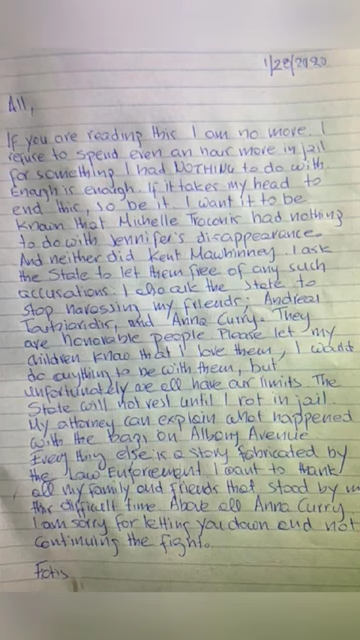 1/28/2020
All,
If you are reading this I am no more. I
refuse to spend even an hour more in jail
for something I had NOTHING to do with
Enough is enough. If it takes my head to
end this, so be it. I want it to be
known that Michelle Troconis had nothing
to do with Jennifer's disappearance.
And neither did Kent Mawhinney. I ask
the State to let them free of any such
accusations. I also ask the State to
stop harassing my friends; Andreas
Toutziaridis, and Anna Curry. They
are honorable people. Please let my
children know that I love them, I would
do anything to be with them, but
unfortunately we all have our limits. The
State will not rest until I rot in jail.
My attorney can explain what happened
with the bags on Albany Avenue
Everything else is a story fabricated by
the Law Enforcement. I want to thank
all my family and friends that stood by
this difficult time. Above all Anna Curry
I am sorry for letting you down and not
continuing the fight.
Fotis